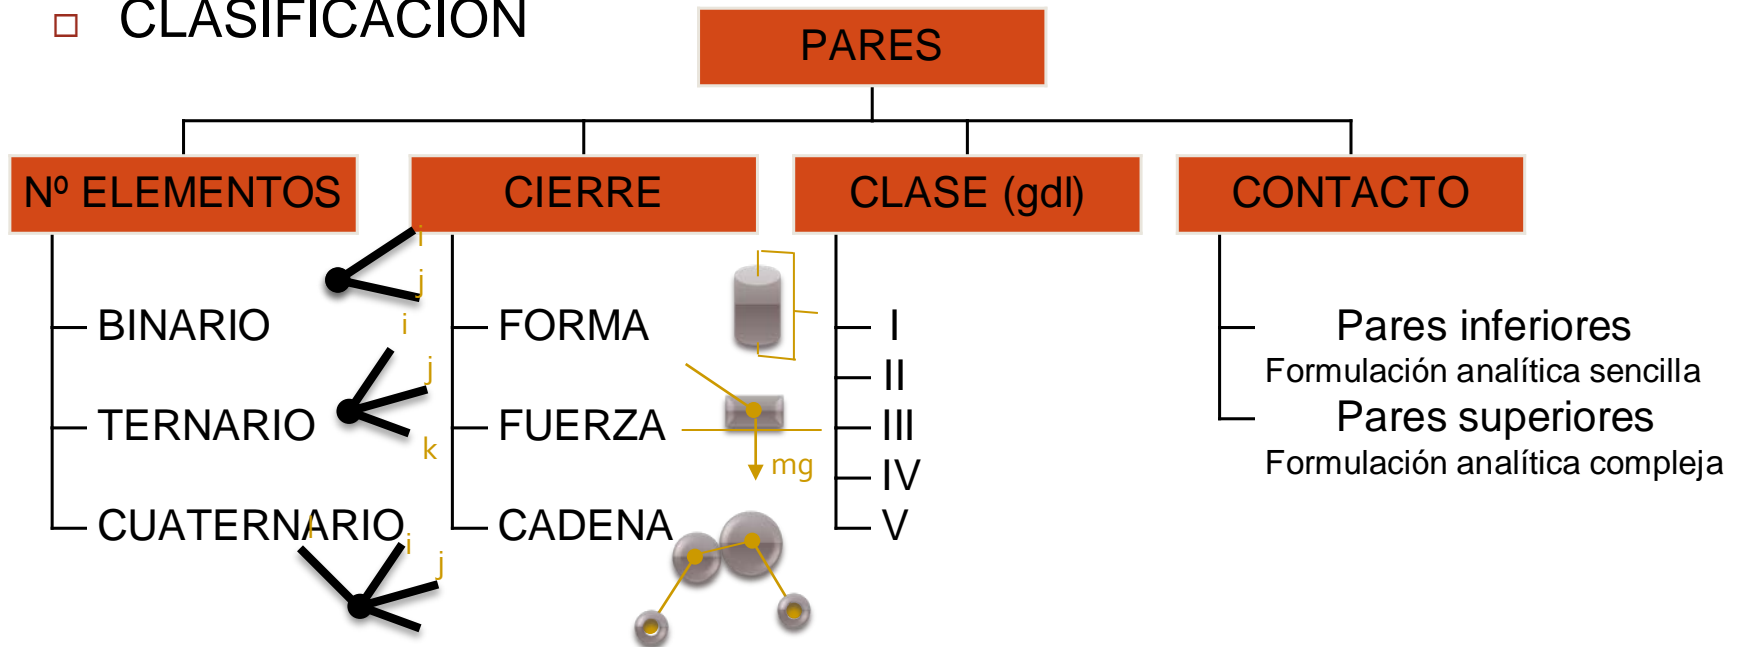 CLASIFICACIÓN
PARES
Nº ELEMENTOS
BINARIO
i
j
TERNARIO
i
j
k
CUATERNARIO
l
i
j
CIERRE
FORMA
FUERZA
mg
CADENA
CLASE (gdl)
I
II
III
IV
V
CONTACTO
Pares inferiores
Formulación analítica sencilla
Pares superiores
Formulación analítica compleja